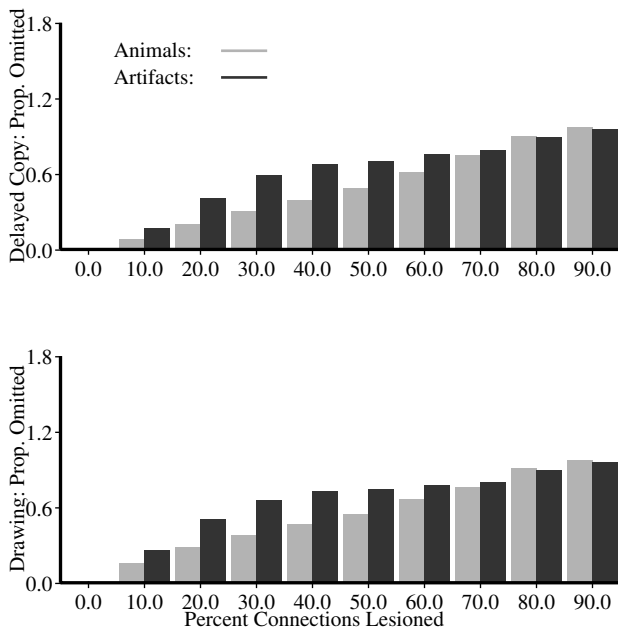 Delayed Copy: Prop. Omitted
1.8
1.2
0.6
0.0
Animals:
Artifacts:
0.0 10.0 20.0 30.0 40.0 50.0 60.0 70.0 80.0 90.0
Drawing: Prop. Omitted
1.8
1.2
0.6
0.0
0.0 10.0 20.0 30.0 40.0 50.0 60.0 70.0 80.0 90.0
Percent Connections Lesioned